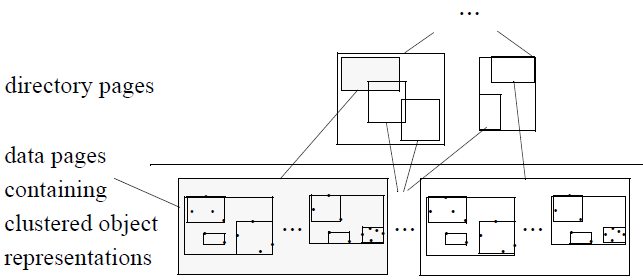 ...
directory pages
data pages
containing
clustered object
representations
... ... ...